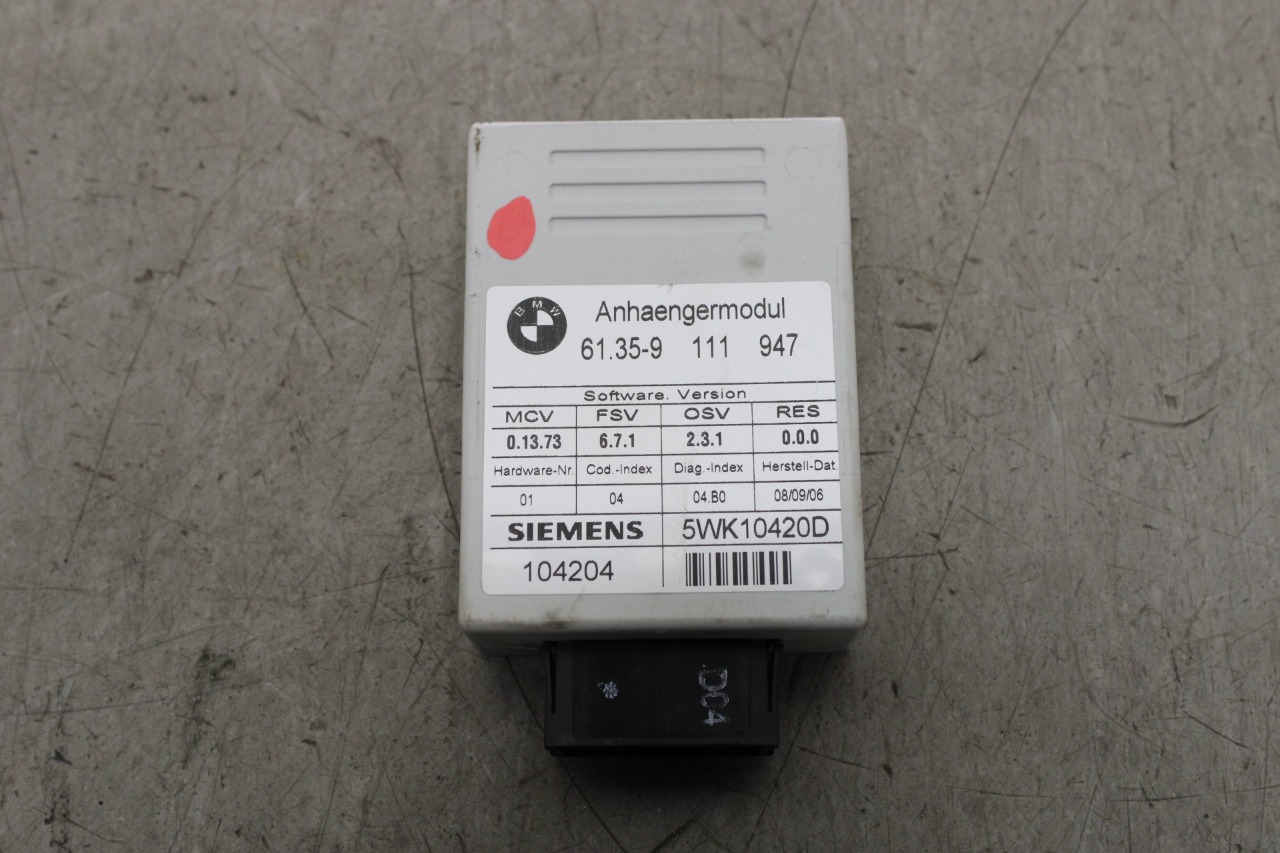 BMW
Anhaengermodul
61.35-9 111 947
Software. Version
MCV FSV OSV RES
0.13.73 6.7.1 2.3.1 0.0.0
Hardware-Nr. Cod.-Index Diag.-Index Herstell-Dat.
01 04 04.B0 08/09/06
SIEMENS 5WK10420D
104204
D04